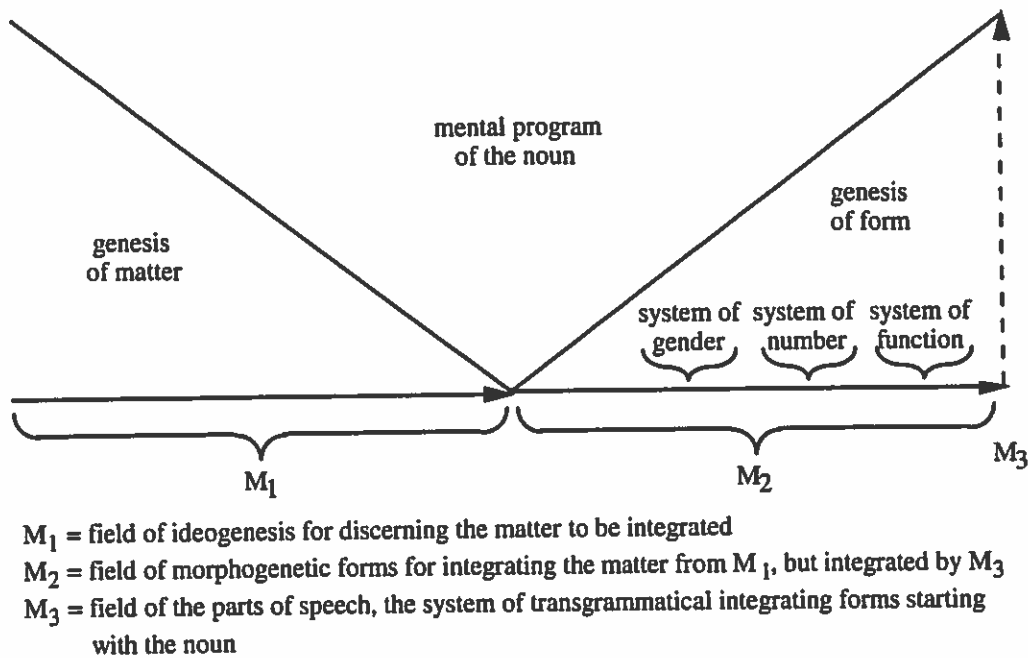 mental program
of the noun
genesis
of matter
genesis
of form
system of system of system of
gender number function
M1 M2 M3
M1 = field of ideogenesis for discerning the matter to be integrated
M2 = field of morphogenetic forms for integrating the matter from M1, but integrated by M3
M3 = field of the parts of speech, the system of transgrammatical integrating forms starting
with the noun